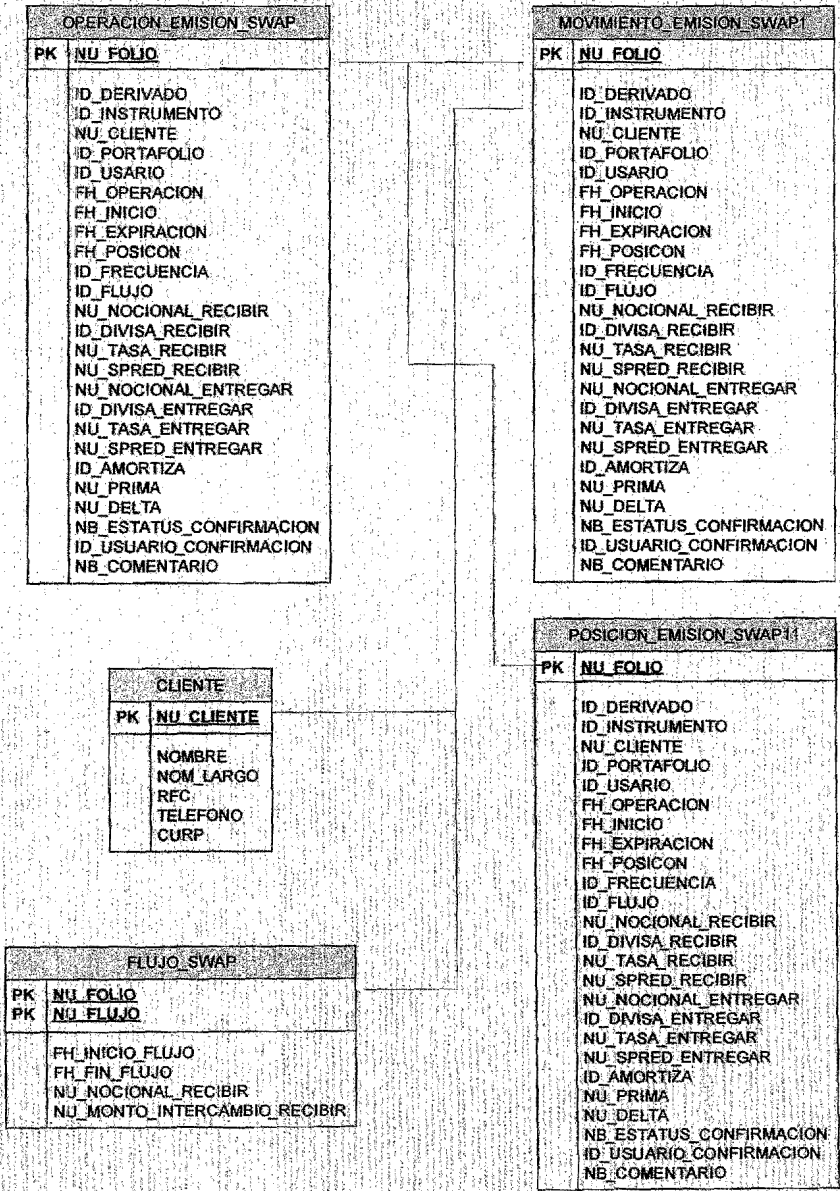 OPERACION_EMISION_SWAP
PK NU_FOLIO
ID_DERIVADO
ID_INSTRUMENTO
NU_CLIENTE
ID_PORTAFOLIO
ID_USARIO
FH_OPERACION
FH_INICIO
FH_EXPIRACION
FH_POSICON
ID_FRECUENCIA
ID_FLUJO
NU_NOCIONAL_RECIBIR
ID_DIVISA_RECIBIR
NU_TASA_RECIBIR
NU_SPRED_RECIBIR
NU_NOCIONAL_ENTREGAR
ID_DIVISA_ENTREGAR
NU_TASA_ENTREGAR
NU_SPRED_ENTREGAR
ID_AMORTIZA
NU_PRIMA
NU_DELTA
NB_ESTATUS_CONFIRMACION
ID_USUARIO_CONFIRMACION
NB_COMENTARIO
MOVIMIENTO_EMISION_SWAP1
PK NU_FOLIO
ID_DERIVADO
ID_INSTRUMENTO
NU_CLIENTE
ID_PORTAFOLIO
ID_USARIO
FH_OPERACION
FH_INICIO
FH_EXPIRACION
FH_POSICON
ID_FRECUENCIA
ID_FLUJO
NU_NOCIONAL_RECIBIR
ID_DIVISA_RECIBIR
NU_TASA_RECIBIR
NU_SPRED_RECIBIR
NU_NOCIONAL_ENTREGAR
ID_DIVISA_ENTREGAR
NU_TASA_ENTREGAR
NU_SPRED_ENTREGAR
ID_AMORTIZA
NU_PRIMA
NU_DELTA
NB_ESTATUS_CONFIRMACION
ID_USUARIO_CONFIRMACION
NB_COMENTARIO
CLIENTE
PK NU_CLIENTE
NOMBRE
NOM_LARGO
RFC
TELEFONO
CURP
FLUJO_SWAP
PK NU_FOLIO
PK NU_FLUJO
FH_INICIO_FLUJO
FH_FIN_FLUJO
NU_NOCIONAL_RECIBIR
NU_MONTO_INTERCAMBIO_RECIBIR
POSICION_EMISION_SWAP11
PK NU_FOLIO
ID_DERIVADO
ID_INSTRUMENTO
NU_CLIENTE
ID_PORTAFOLIO
ID_USARIO
FH_OPERACION
FH_INICIO
FH_EXPIRACION
FH_POSICON
ID_FRECUENCIA
ID_FLUJO
NU_NOCIONAL_RECIBIR
ID_DIVISA_RECIBIR
NU_TASA_RECIBIR
NU_SPRED_RECIBIR
NU_NOCIONAL_ENTREGAR
ID_DIVISA_ENTREGAR
NU_TASA_ENTREGAR
NU_SPRED_ENTREGAR
ID_AMORTIZA
NU_PRIMA
NU_DELTA
NB_ESTATUS_CONFIRMACION
ID_USUARIO_CONFIRMACION
NB_COMENTARIO